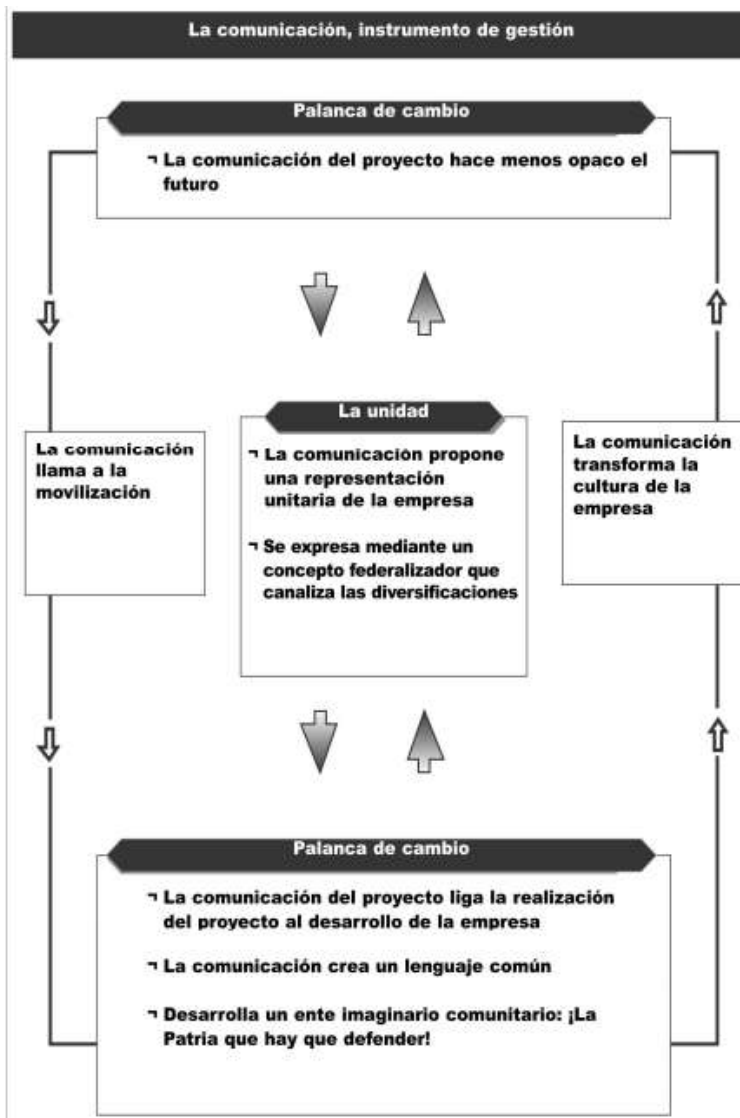 La comunicación, instrumento de gestión
Palanca de cambio
¬ La comunicación del proyecto hace menos opaco el
futuro
La comunicación
llama a la
movilización
La unidad
¬ La comunicación propone
una representación
unitaria de la empresa
¬ Se expresa mediante un
concepto federalizador que
canaliza las diversificaciones
La comunicación
transforma la
cultura de la
empresa
Palanca de cambio
¬ La comunicación del proyecto liga la realización
del proyecto al desarrollo de la empresa
¬ La comunicación crea un lenguaje común
¬ Desarrolla un ente imaginario comunitario: ¡La
Patria que hay que defender!